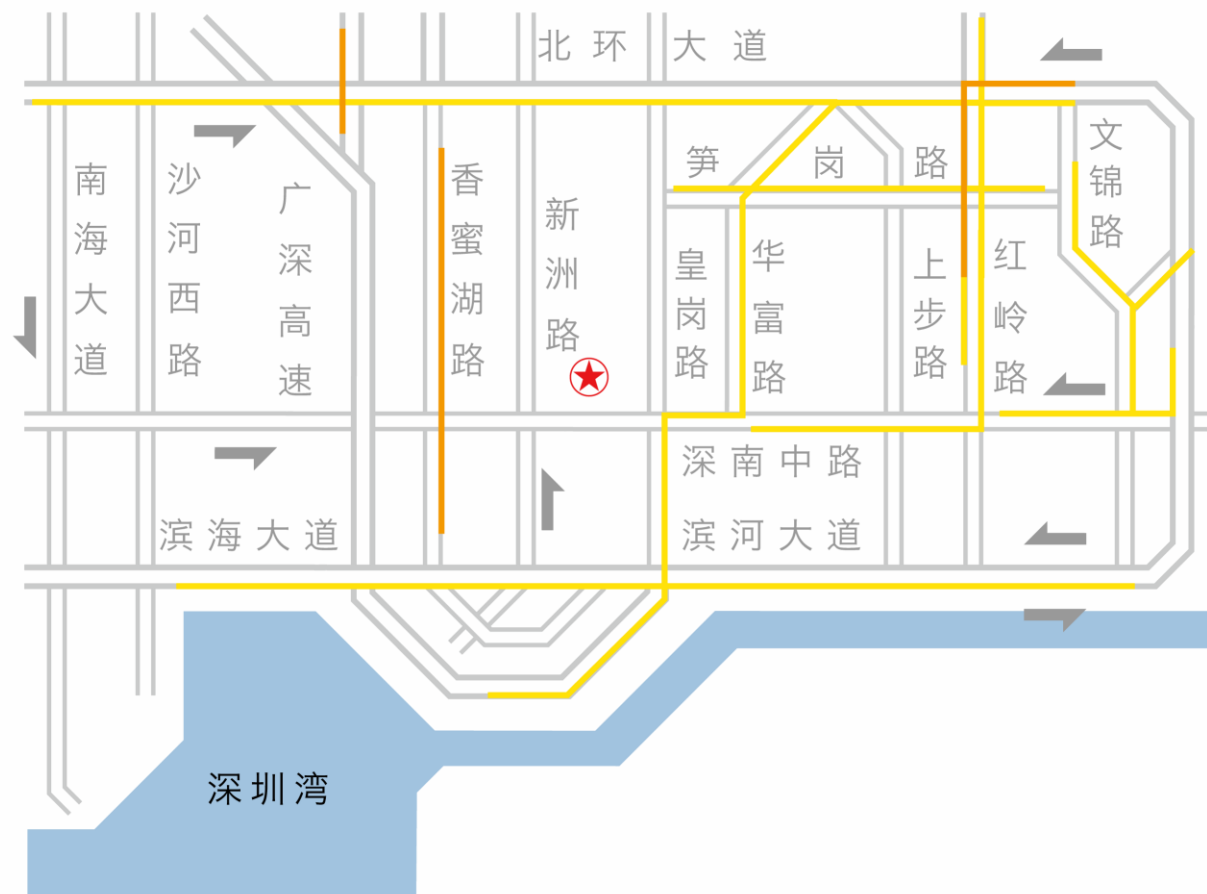 北环大道
笋岗路
文锦路
南海大道
沙河西路
广深高速
香蜜湖路
新洲路
皇岗路
华富路
上步路
红岭路
深南中路
滨海大道
滨河大道
深圳湾